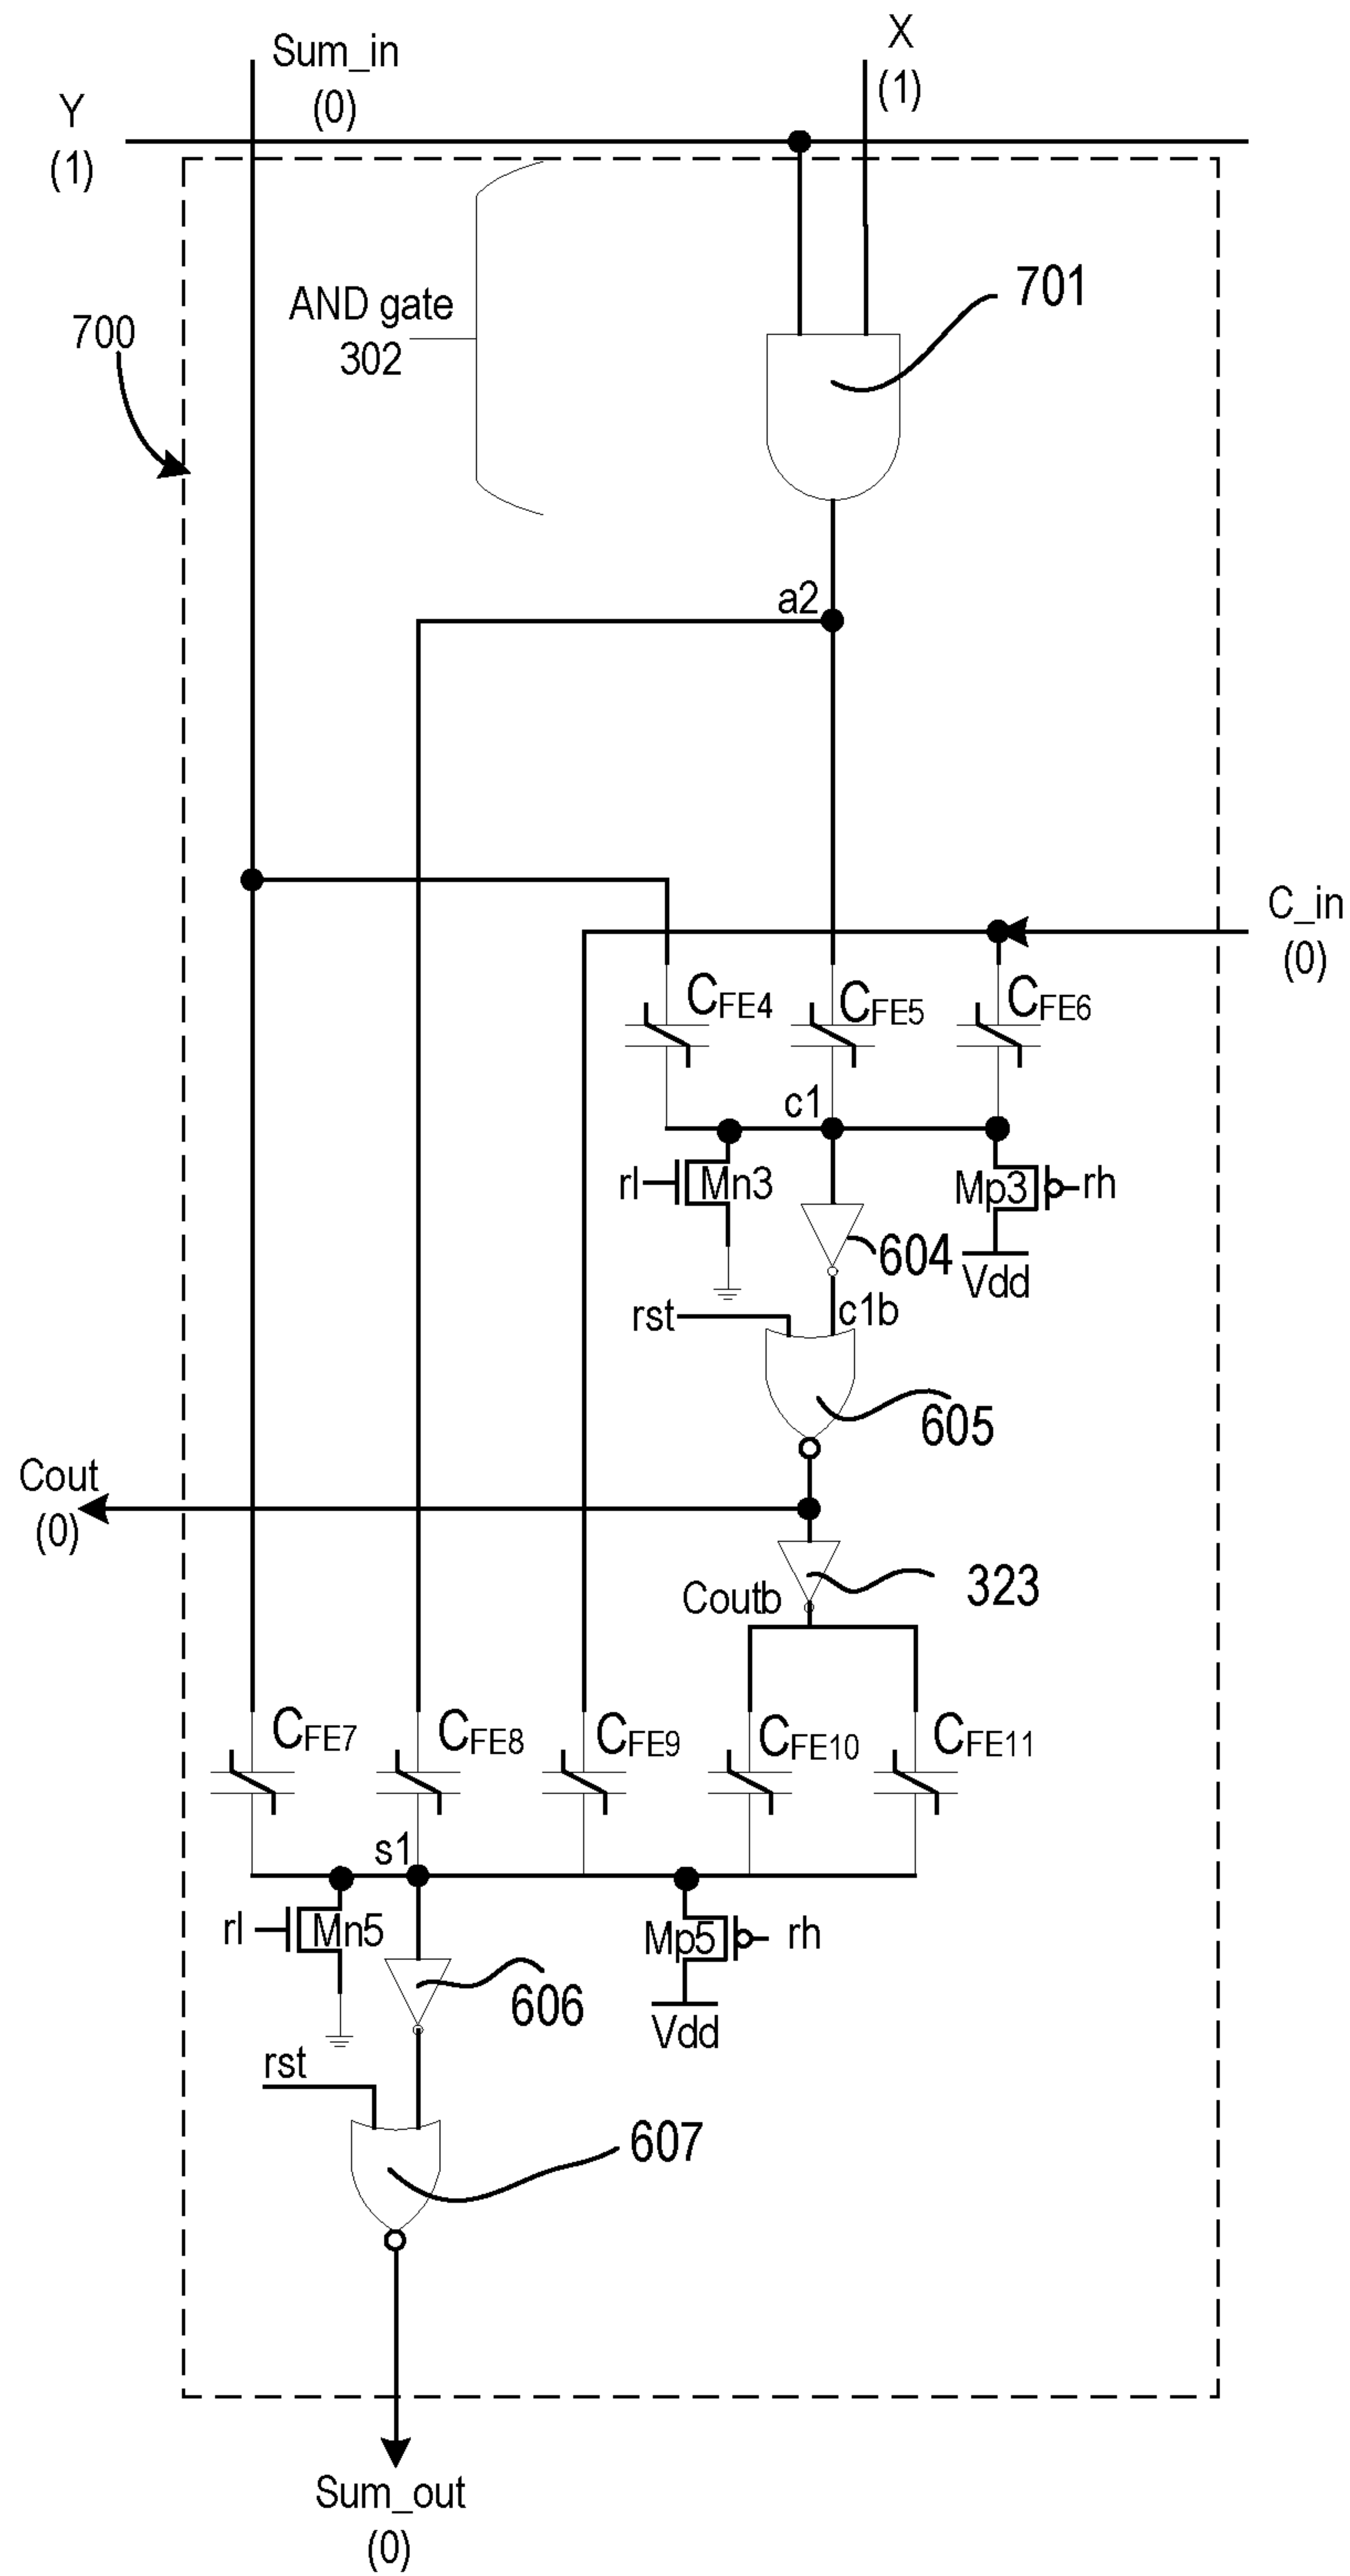 X
(1)
Sum_in
(0)
Y
(1)
AND gate
302
701
700
a2
C_in
(0)
CFE4
CFE5
CFE6
c1
rl
Mn3
Mp3
rh
604
Vdd
rst
c1b
605
Cout
(0)
323
Coutb
CFE7
CFE8
CFE9
CFE10
CFE11
s1
rl
Mn5
Mp5
rh
606
Vdd
rst
607
Sum_out
(0)